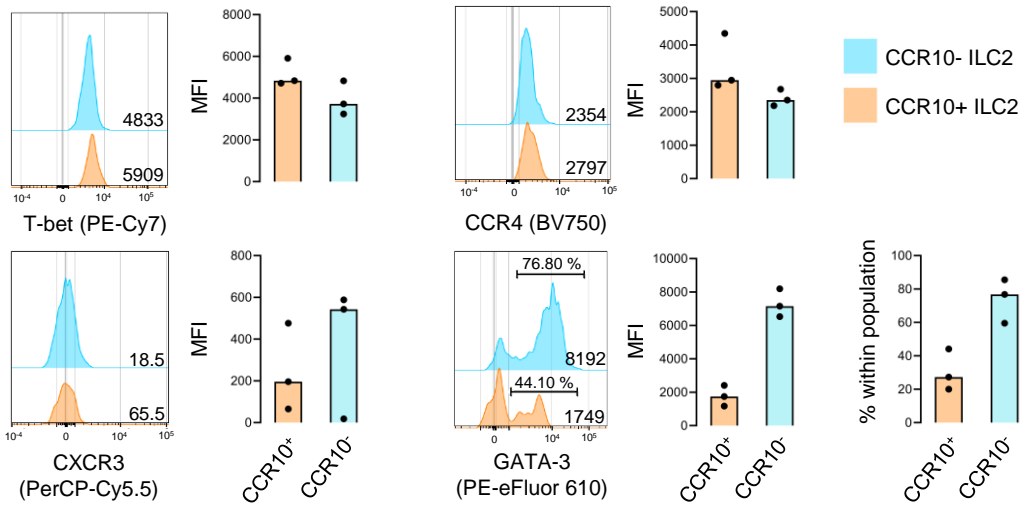 4833
5909
10-4
0
104
105
T-bet (PE-Cy7)
MFI
8000
6000
4000
2000
0
2354
2797
10-4
0
104
105
CCR4 (BV750)
MFI
5000
4000
3000
2000
1000
0
CCR10- ILC2
CCR10+ ILC2
18.5
65.5
10-4
0
104
105
CXCR3
(PerCP-Cy5.5)
MFI
800
600
400
200
0
CCR10+
CCR10-
76.80 %
8192
44.10 %
1749
10-4
0
104
105
GATA-3
(PE-eFluor 610)
MFI
10000
8000
6000
4000
2000
0
CCR10+
CCR10-
% within population
100
80
60
40
20
0
CCR10+
CCR10-